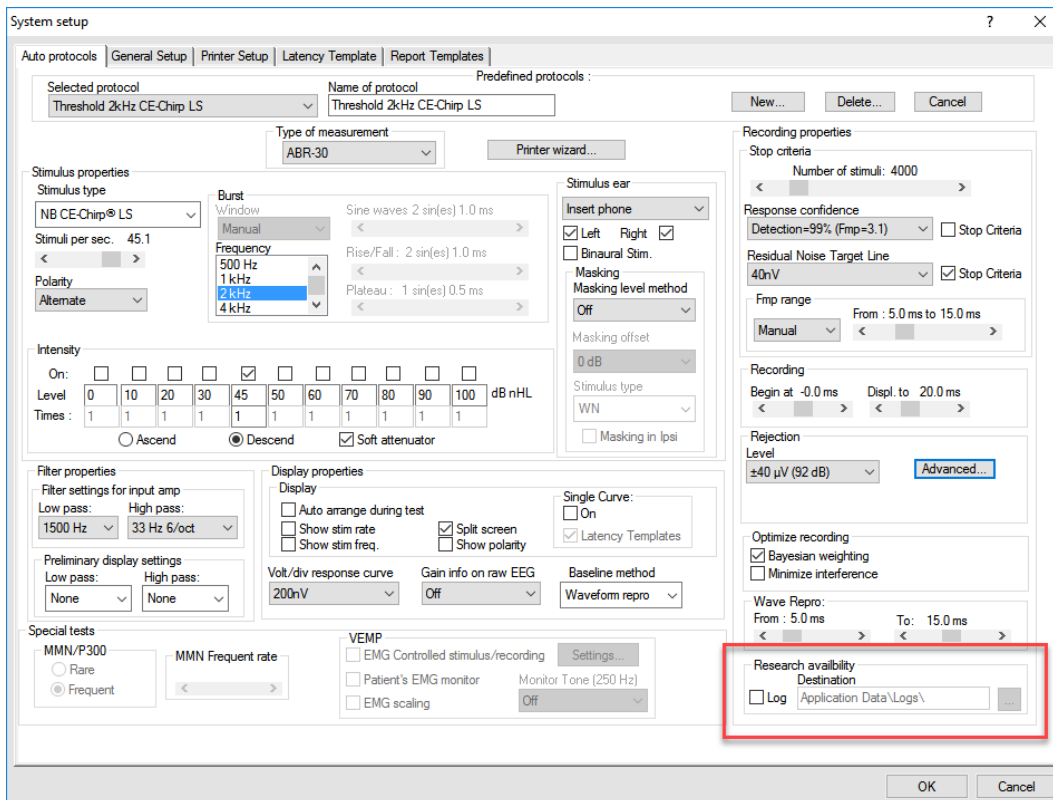 System setup
?
Auto protocols
General Setup
Printer Setup
Latency Template
Report Templates
Predefined protocols :
Selected protocol
Threshold 2kHz CE-Chirp LS
Name of protocol
Threshold 2kHz CE-Chirp LS
New...
Delete...
Cancel
Type of measurement
ABR-30
Printer wizard...
Stimulus properties
Stimulus type
NB CE-Chirp® LS
Stimuli per sec. 45.1
Polarity
Alternate
Burst
Window
Manual
Frequency
500 Hz
1 kHz
2 kHz
4 kHz
Sine waves 2 sin(es) 1.0 ms
Rise/Fall : 2 sin(es) 1.0 ms
Plateau : 1 sin(es) 0.5 ms
Stimulus ear
Insert phone
Left Right
Binaural Stim.
Masking
Masking level method
Off
Masking offset
0 dB
Stimulus type
WN
Masking in Ipsi
Intensity
On:
Level 0 10 20 30 45 50 60 70 80 90 100 dB nHL
Times : 1 1 1 1 1 1 1 1 1 1 1
Ascend Descend Soft attenuator
Filter properties
Filter settings for input amp
Low pass: High pass:
1500 Hz 33 Hz 6/oct
Preliminary display settings
Low pass: High pass:
None None
Display properties
Display
Auto arrange during test
Show stim rate
Show stim freq.
Split screen
Show polarity
Single Curve:
On
Latency Templates
Volt/div response curve
200nV
Gain info on raw EEG
Off
Baseline method
Waveform repro
Special tests
MMN/P300
Rare
Frequent
MMN Frequent rate
VEMP
EMG Controlled stimulus/recording
Settings...
Patient's EMG monitor
EMG scaling
Monitor Tone (250 Hz)
Off
Recording properties
Stop criteria
Number of stimuli: 4000
Response confidence
Detection=99% (Fmp=3.1)
Stop Criteria
Residual Noise Target Line
40nV
Stop Criteria
Fmp range
Manual
From : 5.0 ms to 15.0 ms
Recording
Begin at -0.0 ms Displ. to 20.0 ms
Rejection
Level
±40 µV (92 dB)
Advanced...
Optimize recording
Bayesian weighting
Minimize interference
Wave Repro:
From : 5.0 ms To: 15.0 ms
Research availbility
Destination
Log
Application Data\Logs\
...
OK
Cancel